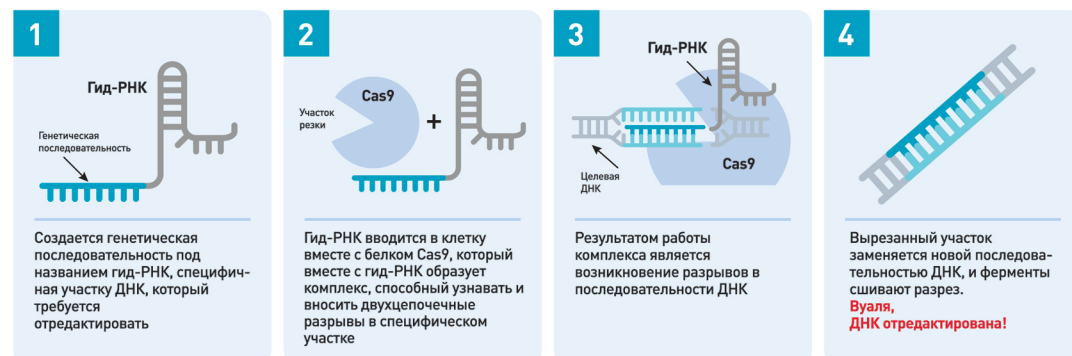 1
Гид-РНК
Генетическая
последовательность
Создается генетическая
последовательность под
названием гид-РНК, специфич-
ная участку ДНК, который
требуется
отредактировать
2
Cas9
Участок
резки
+
Гид-РНК вводится в клетку
вместе с белком Cas9, который
вместе с гид-РНК образует
комплекс, способный узнавать и
вносить двухцепочечные
разрывы в специфическом
участке
3
Гид-РНК
Целевая
ДНК
Cas9
Результатом работы
комплекса является
возникновение разрывов в
последовательности ДНК
4
Вырезанный участок
заменяется новой последова-
тельностью ДНК, и ферменты
сшивают разрез.
Вуаля,
ДНК отредактирована!